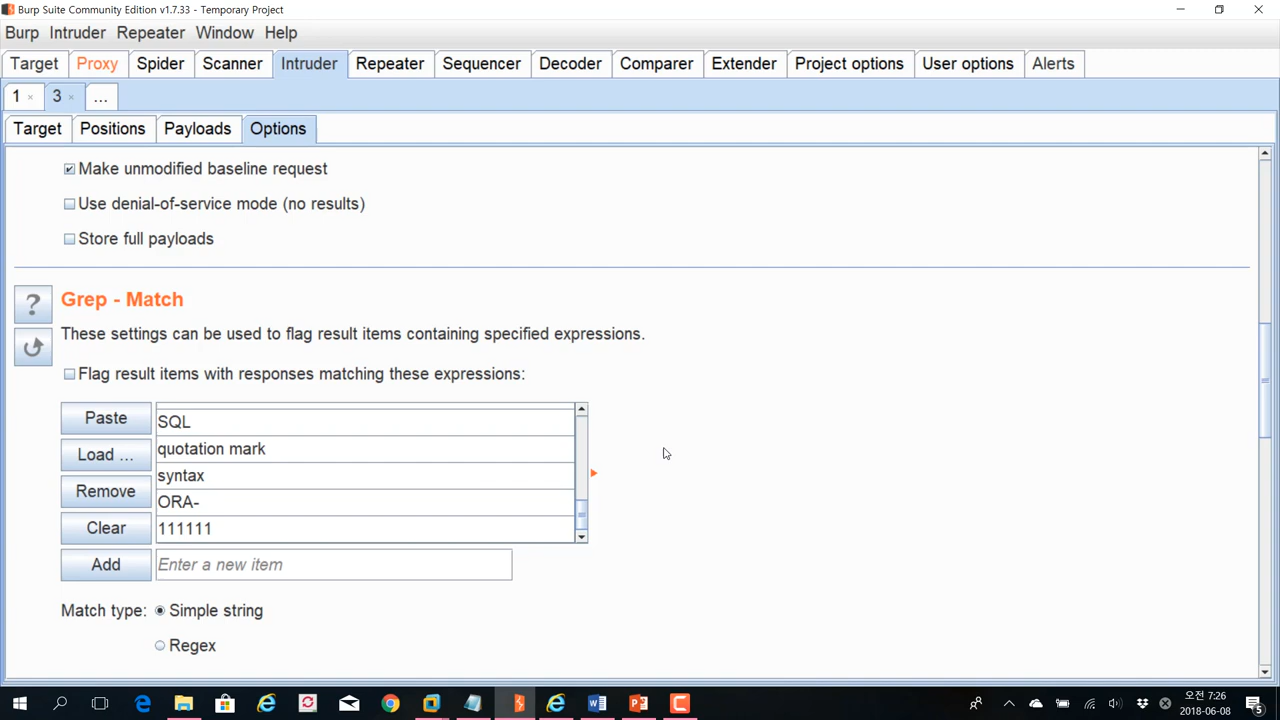 Burp Suite Community Edition v1.7.33 - Temporary Project
Burp Intruder Repeater Window Help
Target Proxy Spider Scanner Intruder Repeater Sequencer Decoder Comparer Extender Project options User options Alerts
1 × 3 × ...
Target Positions Payloads Options
Make unmodified baseline request
Use denial-of-service mode (no results)
Store full payloads
? Grep - Match
These settings can be used to flag result items containing specified expressions.
Flag result items with responses matching these expressions:
Paste SQL
Load ... quotation mark
Remove syntax
ORA-
Clear 111111
Add Enter a new item
Match type: Simple string
Regex
오전 7:26
2018-06-08
5